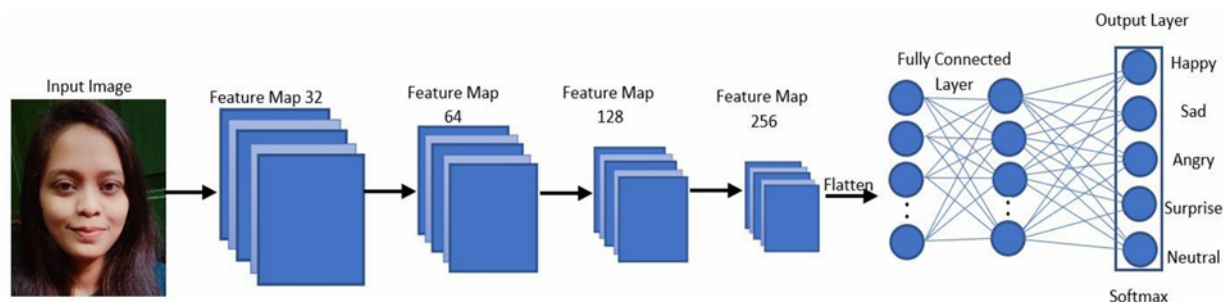 Input Image
Feature Map 32
Feature Map
64
Feature Map
128
Feature Map
256
Flatten
Fully Connected
Layer
Output Layer
Happy
Sad
Angry
Surprise
Neutral
Softmax